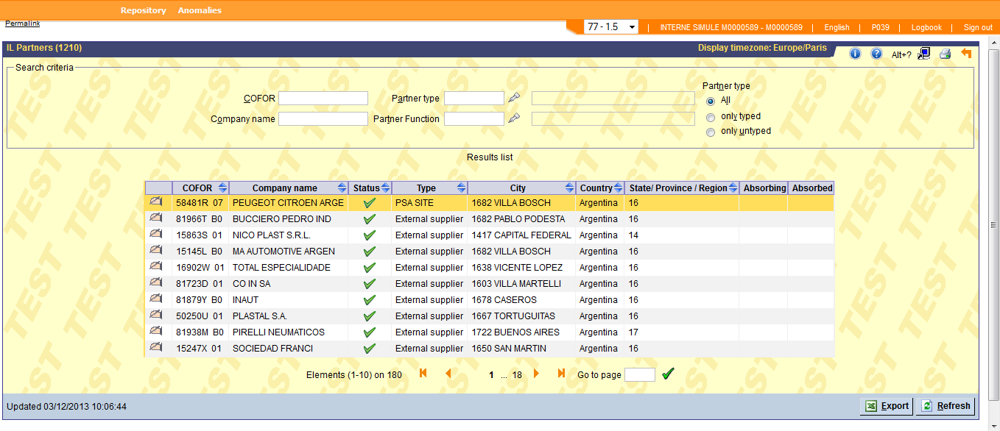 Repository Anomalies
Permalink
77 - 1.5 | INTERNE SIMULE M0000589 - M0000589 | English | P039 | Logbook | Sign out
IL Partners (1210) Display timezone: Europe/Paris Alt+?
Search criteria
Partner type
COFOR Partner type All
Company name Partner Function only typed
only untyped
Results list
COFOR Company name Status Type City Country State/ Province / Region Absorbing Absorbed
58481R 07 PEUGEOT CITROEN ARGE PSA SITE 1682 VILLA BOSCH Argentina 16
81966T B0 BUCCIERO PEDRO IND External supplier 1682 PABLO PODESTA Argentina 16
15863S 01 NICO PLAST S.R.L. External supplier 1417 CAPITAL FEDERAL Argentina 14
15145L B0 MA AUTOMOTIVE ARGEN External supplier 1682 VILLA BOSCH Argentina 16
16902W 01 TOTAL ESPECIALIDADE External supplier 1638 VICENTE LOPEZ Argentina 16
81723D 01 CO IN SA External supplier 1603 VILLA MARTELLI Argentina 16
81879Y B0 INAUT External supplier 1678 CASEROS Argentina 16
50250U 01 PLASTAL S.A. External supplier 1667 TORTUGUITAS Argentina 16
81938M B0 PIRELLI NEUMATICOS External supplier 1722 BUENOS AIRES Argentina 17
15247X 01 SOCIEDAD FRANCI External supplier 1650 SAN MARTIN Argentina 16
Elements (1-10) on 180 1 ... 18 Go to page
Updated 03/12/2013 10:06:44 Export Refresh
TEST